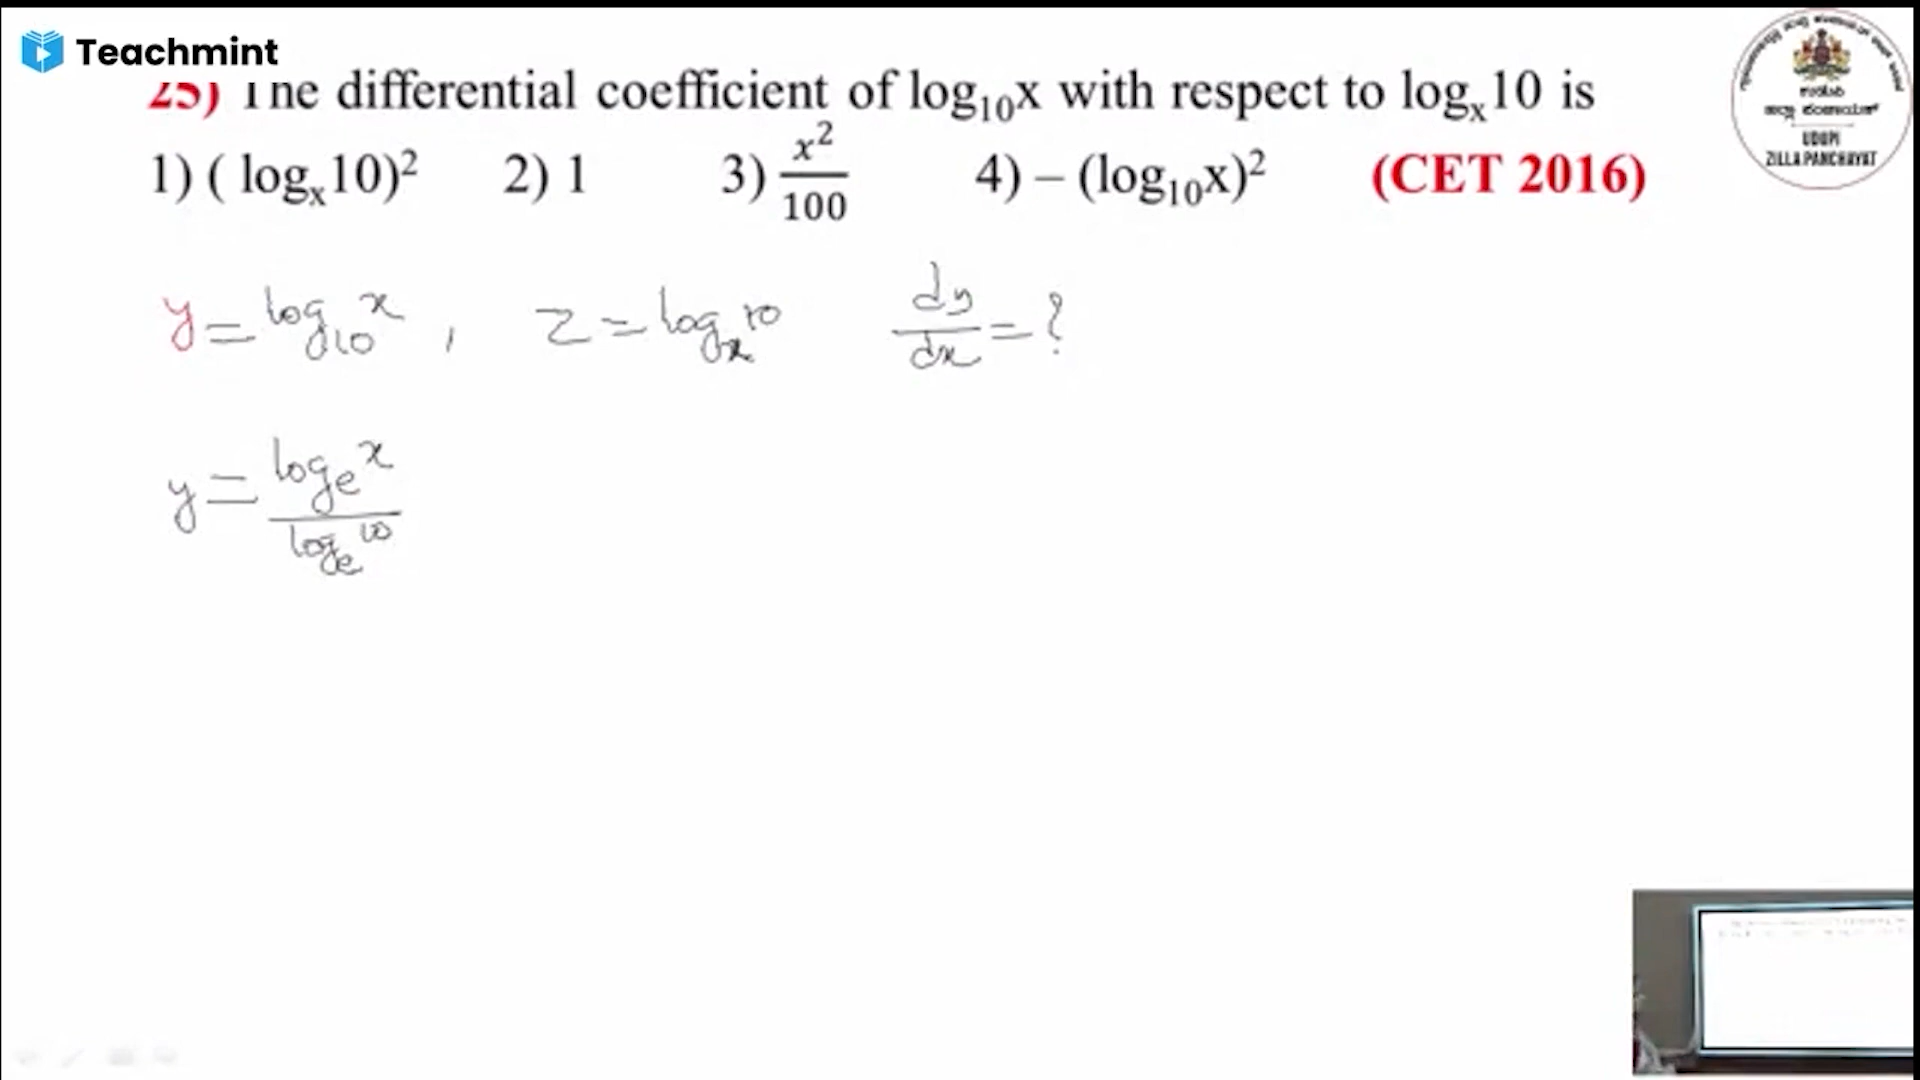 Teachmint
25) The differential coefficient of log₁₀x with respect to logₓ10 is
1) ( logₓ10)² 2) 1 3) x²/100 4) – (log₁₀x)² (CET 2016)
y = log₁₀x , z = logₓ10 dy/dx = ?
y = logₑx / logₑ10
UDUPI
ZILLA PANCHAYAT